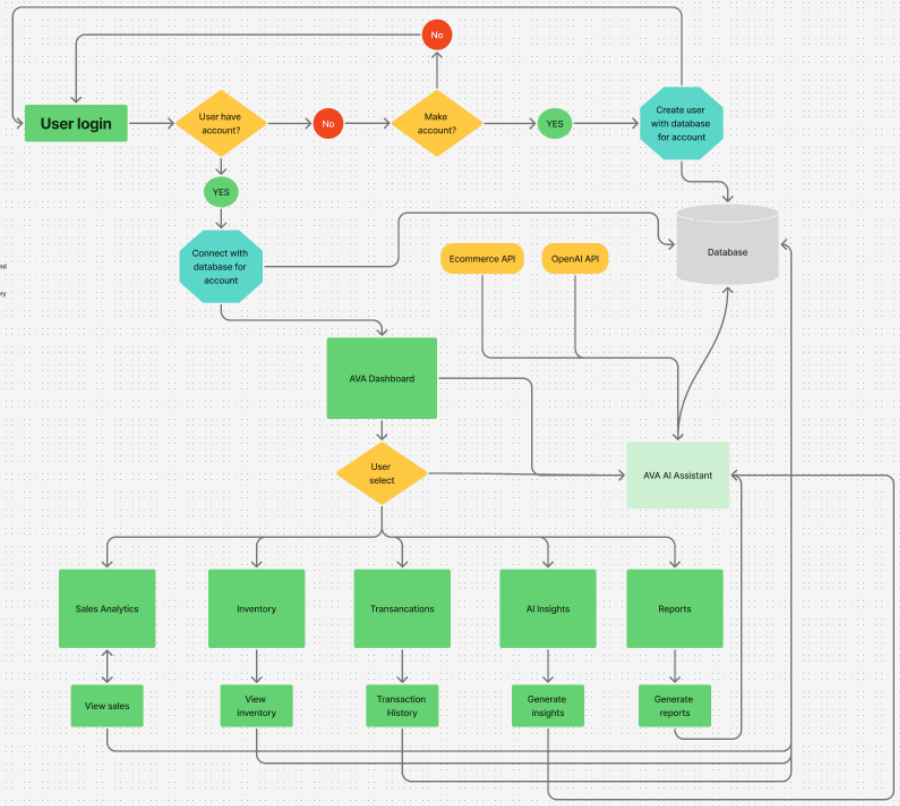 No
User login
User have
account?
No
Make
account?
YES
Create user
with database
for account
YES
Connect with
database for
account
Ecommerce API
OpenAI API
Database
AVA Dashboard
User
select
AVA AI Assistant
Sales Analytics
Inventory
Transancations
AI Insights
Reports
View sales
View
inventory
Transaction
History
Generate
insights
Generate
reports